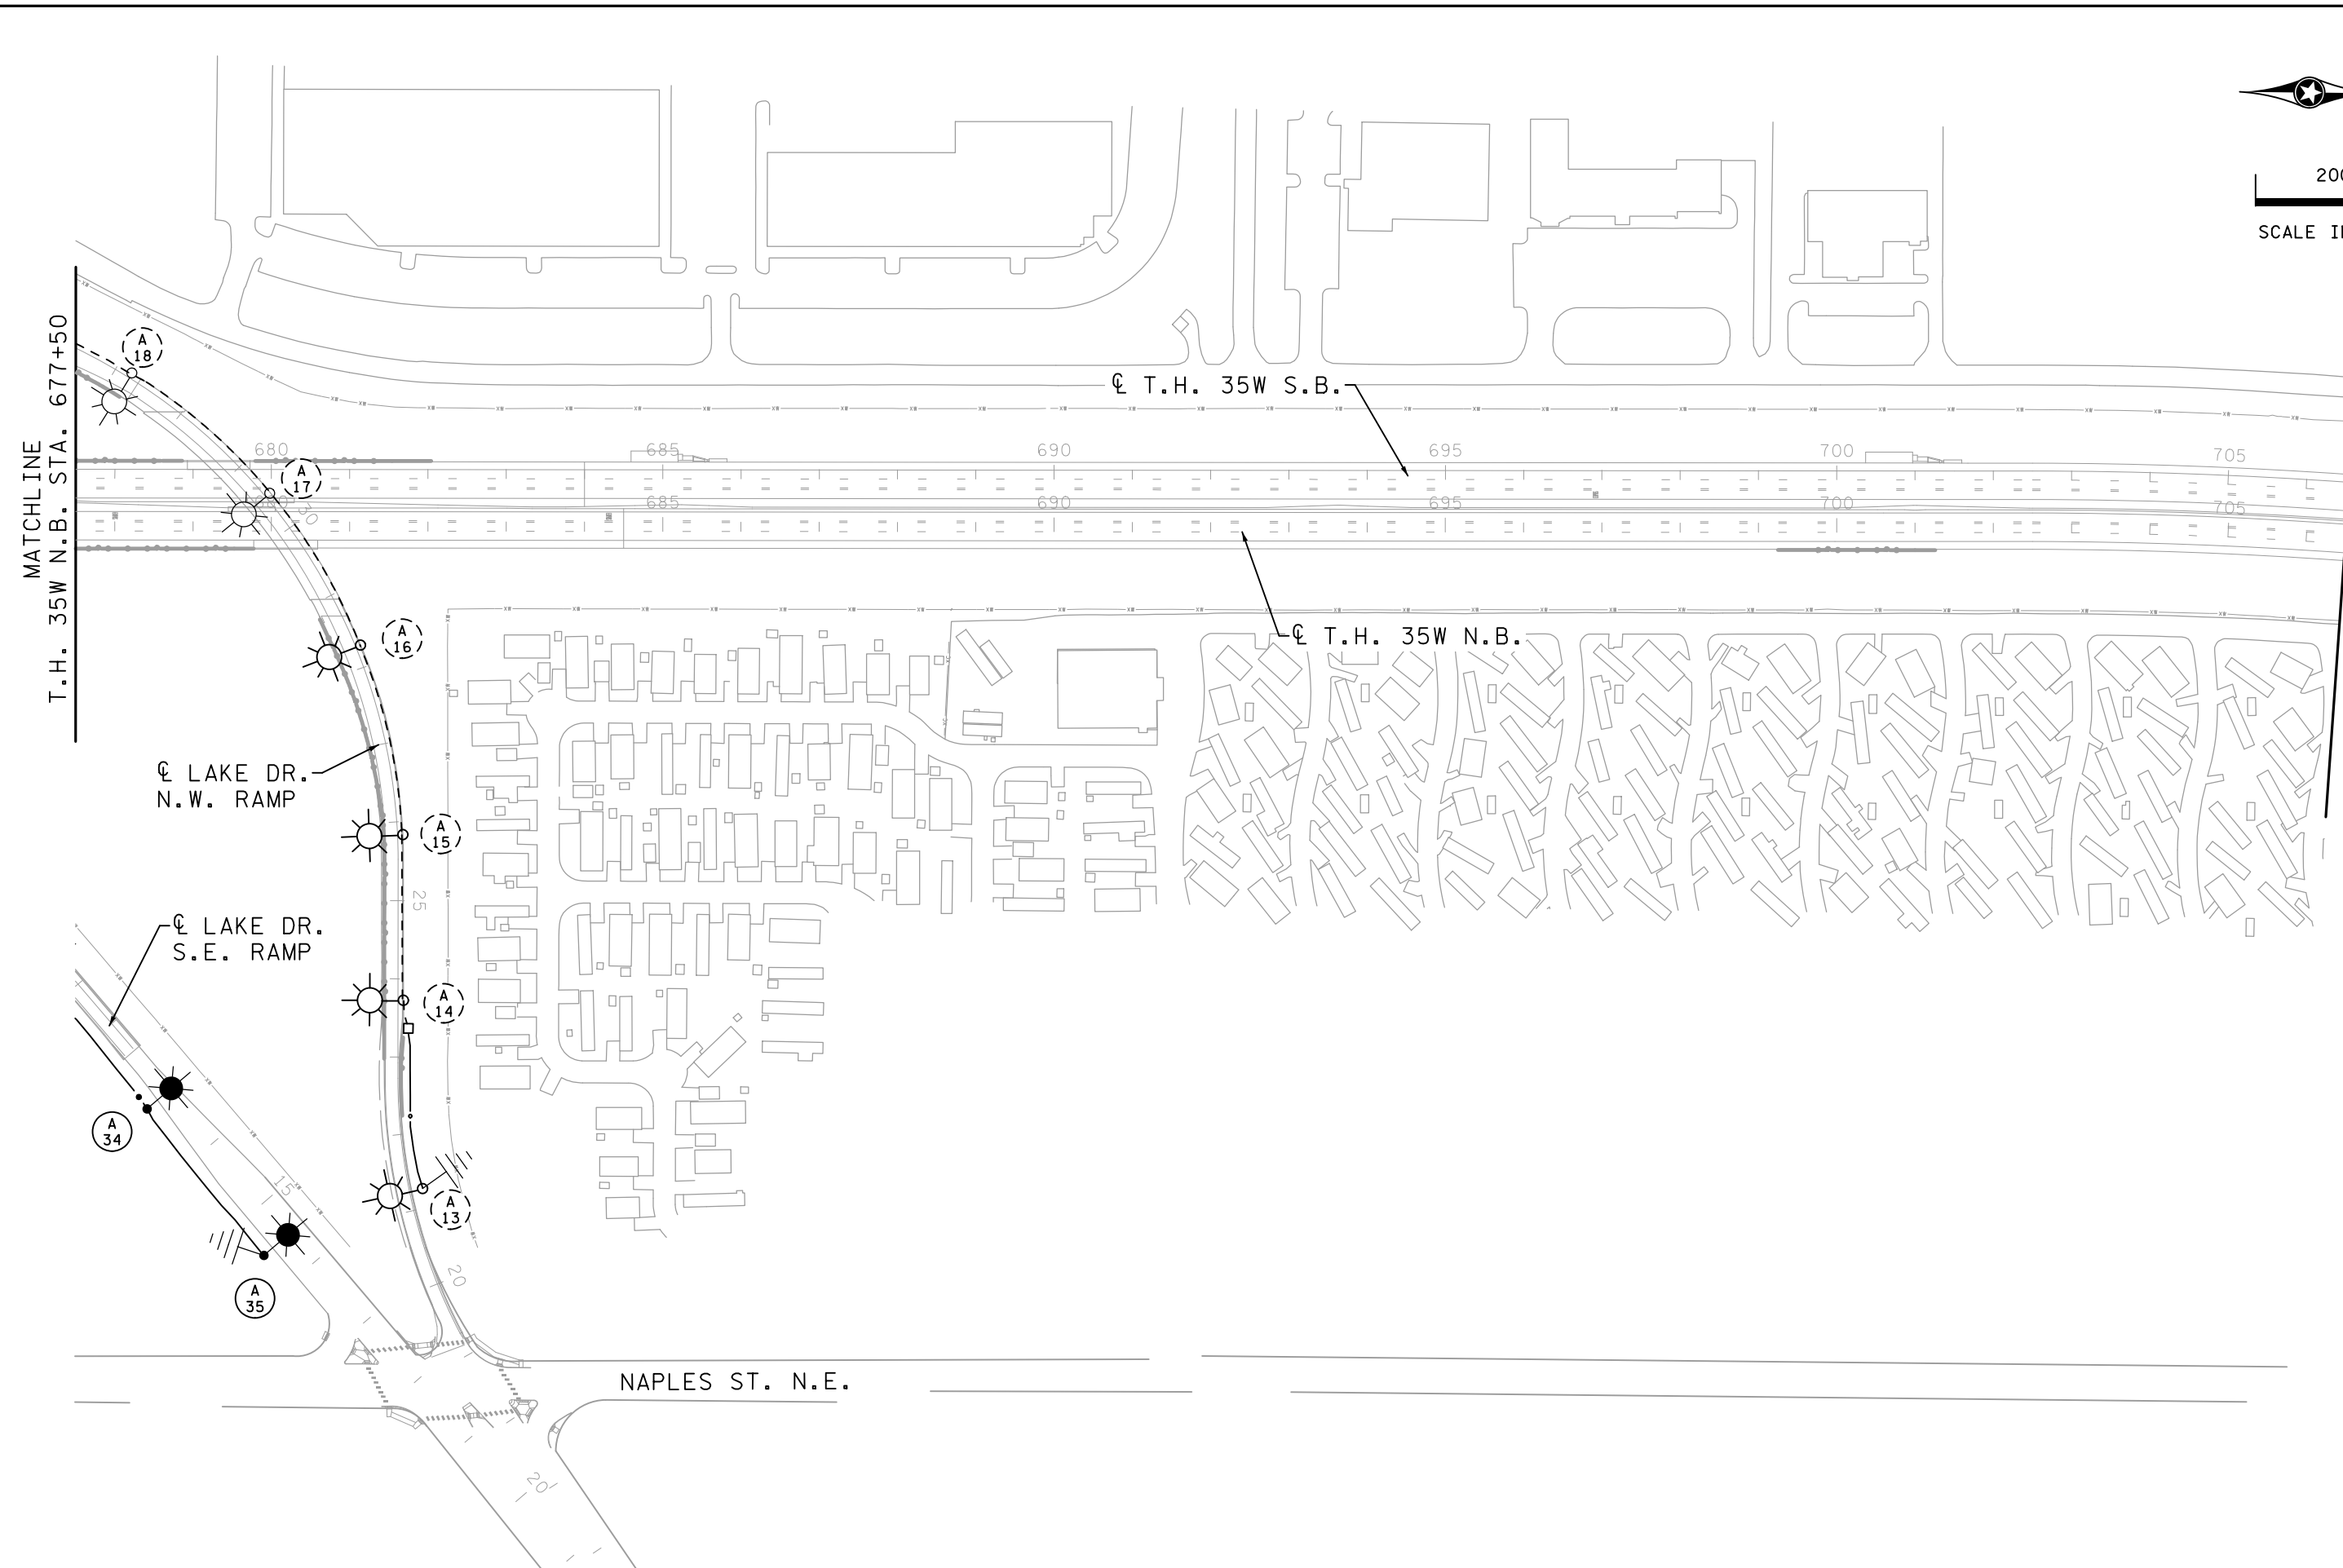 200
SCALE I
A
18
MATCHLINE
T.H. 35W N.B. STA. 677+50
℄ T.H. 35W S.B.
680
685
690
695
700
705
A
17
685
690
695
700
705
30
A
16
℄ T.H. 35W N.B.
℄ LAKE DR.
N.W. RAMP
A
15
25
℄ LAKE DR.
S.E. RAMP
A
14
A
34
15
A
13
A
35
20
NAPLES ST. N.E.
20